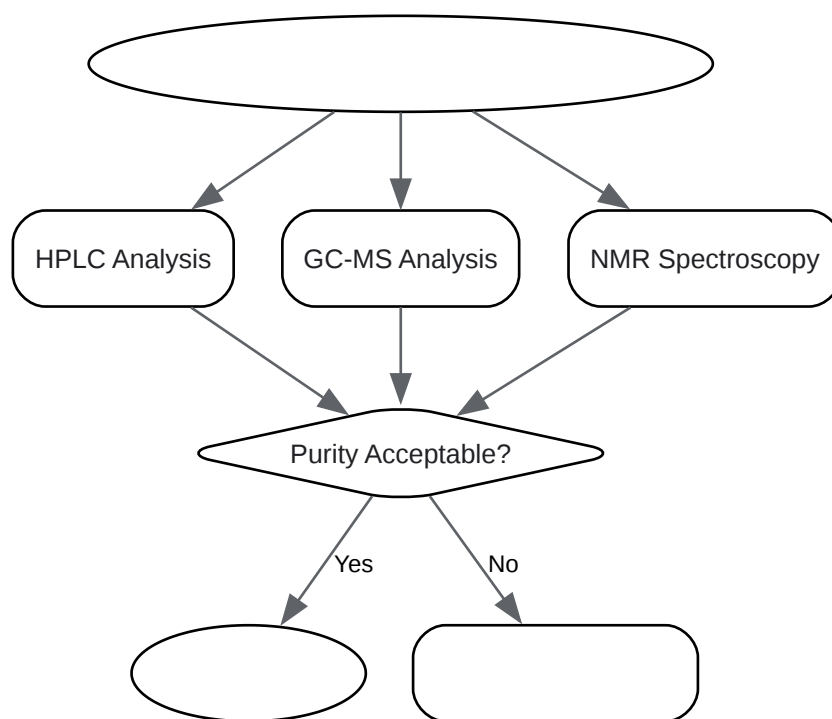 HPLC Analysis
GC-MS Analysis
NMR Spectroscopy
Purity Acceptable?
Yes
No